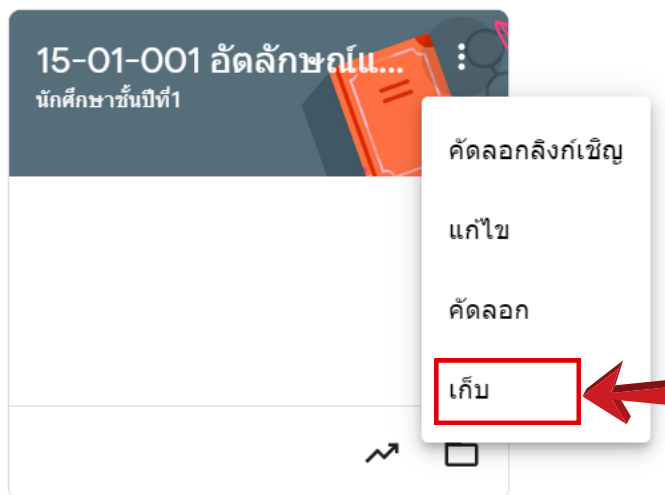 15-01-001 อัตลักษณ์แ...
นักศึกษาชั้นปีที่1
คัดลอกลิงก์เชิญ
แก้ไข
คัดลอก
เก็บ